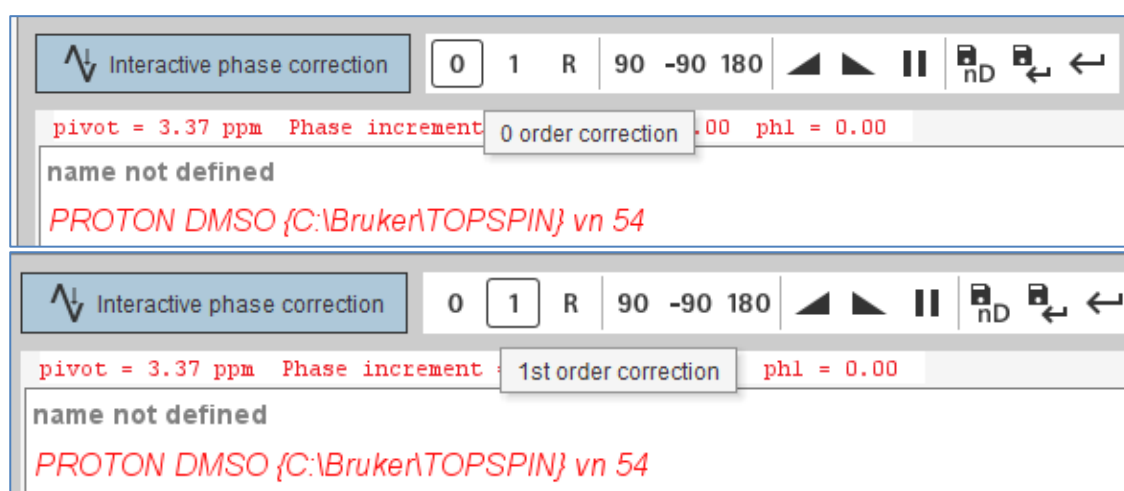 Interactive phase correction 0 1 R 90 -90 180 nD
pivot = 3.37 ppm Phase increment .00 ph1 = 0.00
0 order correction
name not defined
PROTON DMSO {C:\Bruker\TOPSPIN} vn 54
Interactive phase correction 0 1 R 90 -90 180 nD
pivot = 3.37 ppm Phase increment ph1 = 0.00
1st order correction
name not defined
PROTON DMSO {C:\Bruker\TOPSPIN} vn 54